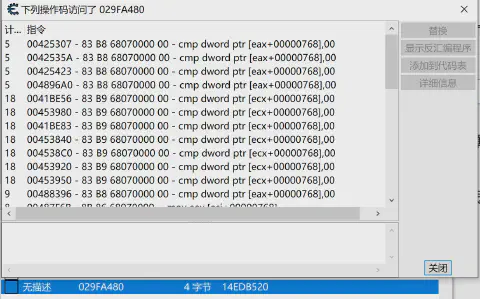 下列操作码访问了 029FA480
计... 指令
5 00425307 - 83 B8 68070000 00 - cmp dword ptr [eax+00000768],00
5 0042535A - 83 B8 68070000 00 - cmp dword ptr [eax+00000768],00
5 00425423 - 83 B8 68070000 00 - cmp dword ptr [eax+00000768],00
5 004896A0 - 83 B8 68070000 00 - cmp dword ptr [eax+00000768],00
18 0041BE56 - 83 B9 68070000 00 - cmp dword ptr [ecx+00000768],00
18 00453980 - 83 B9 68070000 00 - cmp dword ptr [ecx+00000768],00
18 0041BE83 - 83 B9 68070000 00 - cmp dword ptr [ecx+00000768],00
18 00453840 - 83 B9 68070000 00 - cmp dword ptr [ecx+00000768],00
18 004538C0 - 83 B9 68070000 00 - cmp dword ptr [ecx+00000768],00
18 00453920 - 83 B9 68070000 00 - cmp dword ptr [ecx+00000768],00
18 00453950 - 83 B9 68070000 00 - cmp dword ptr [ecx+00000768],00
9 00488396 - 83 B8 68070000 00 - cmp dword ptr [eax+00000768],00
替换
显示反汇编程序
添加到代码表
详细信息
关闭
无描述 029FA480 4 字节 14EDB520